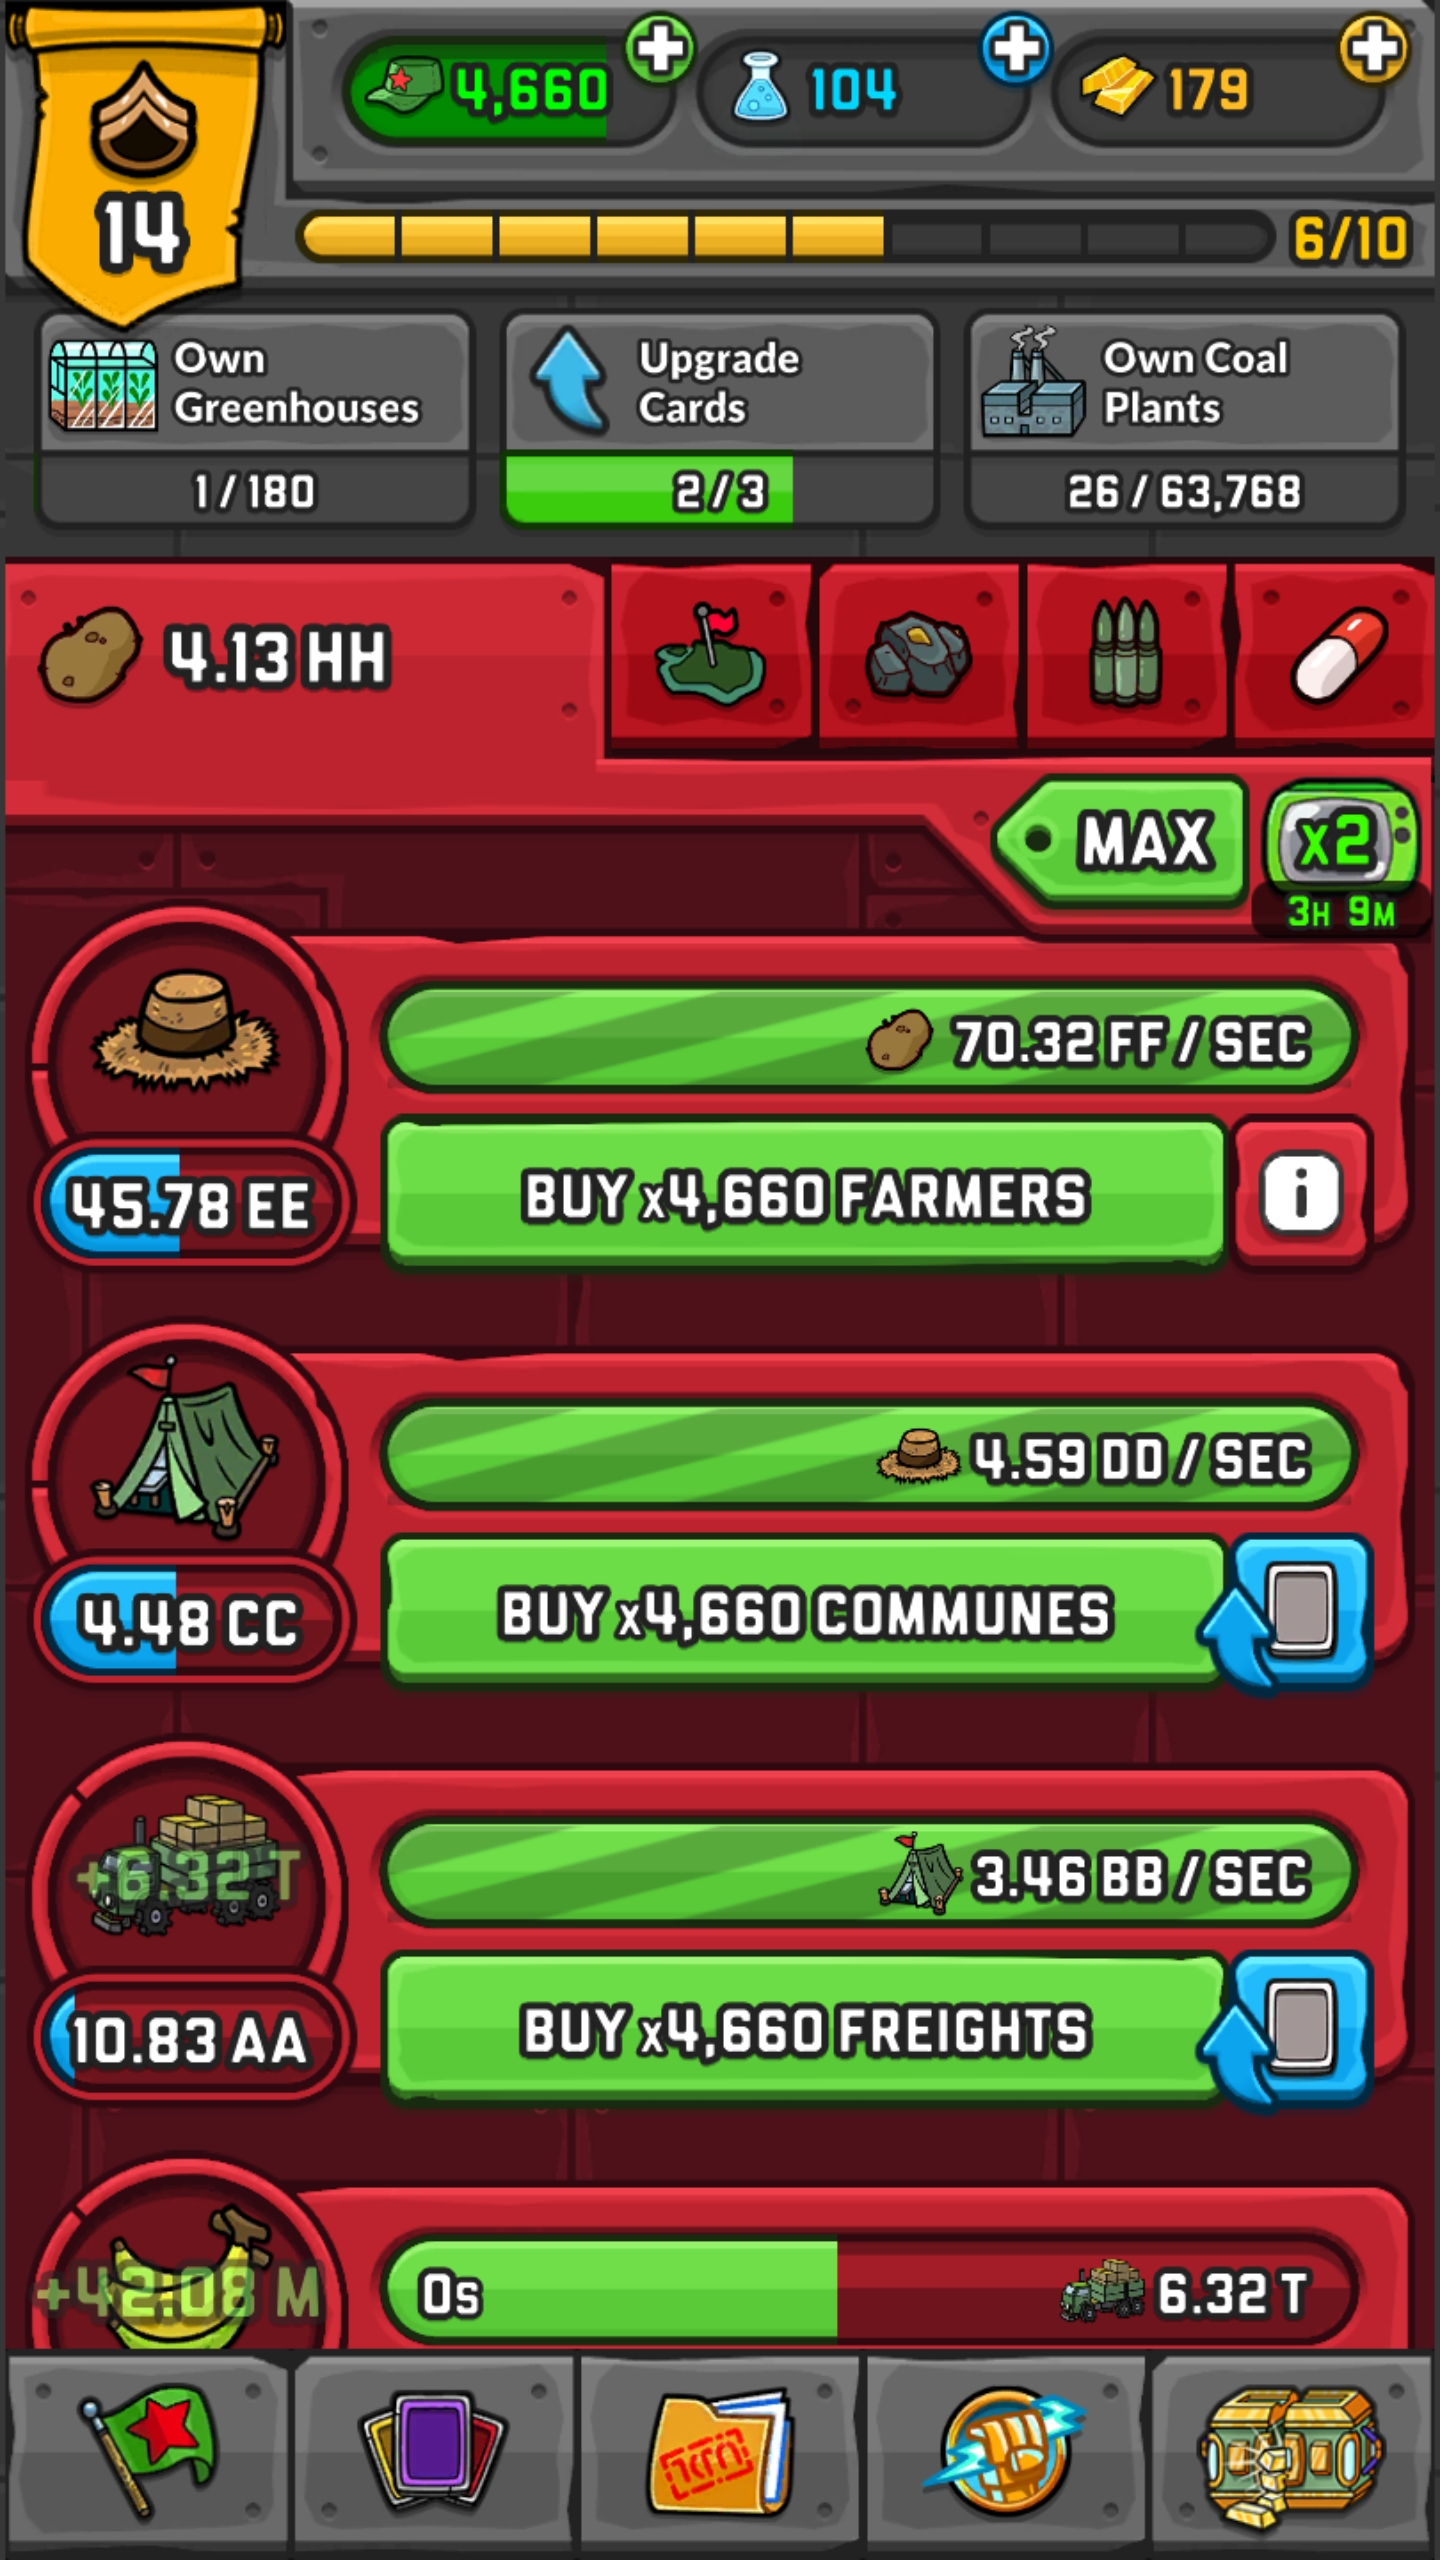 4,660
104
179
14
6/10
Own
Greenhouses
1 / 180
Upgrade
Cards
2 / 3
Own Coal
Plants
26 / 63,768
4.13 HH
MAX
x2
3H 9M
70.32 FF / SEC
45.78 EE
BUY x4,660 FARMERS
i
4.59 DD / SEC
4.48 CC
BUY x4,660 COMMUNES
+6.32 T
3.46 BB / SEC
10.83 AA
BUY x4,660 FREIGHTS
+42.08 M
0s
6.32 T